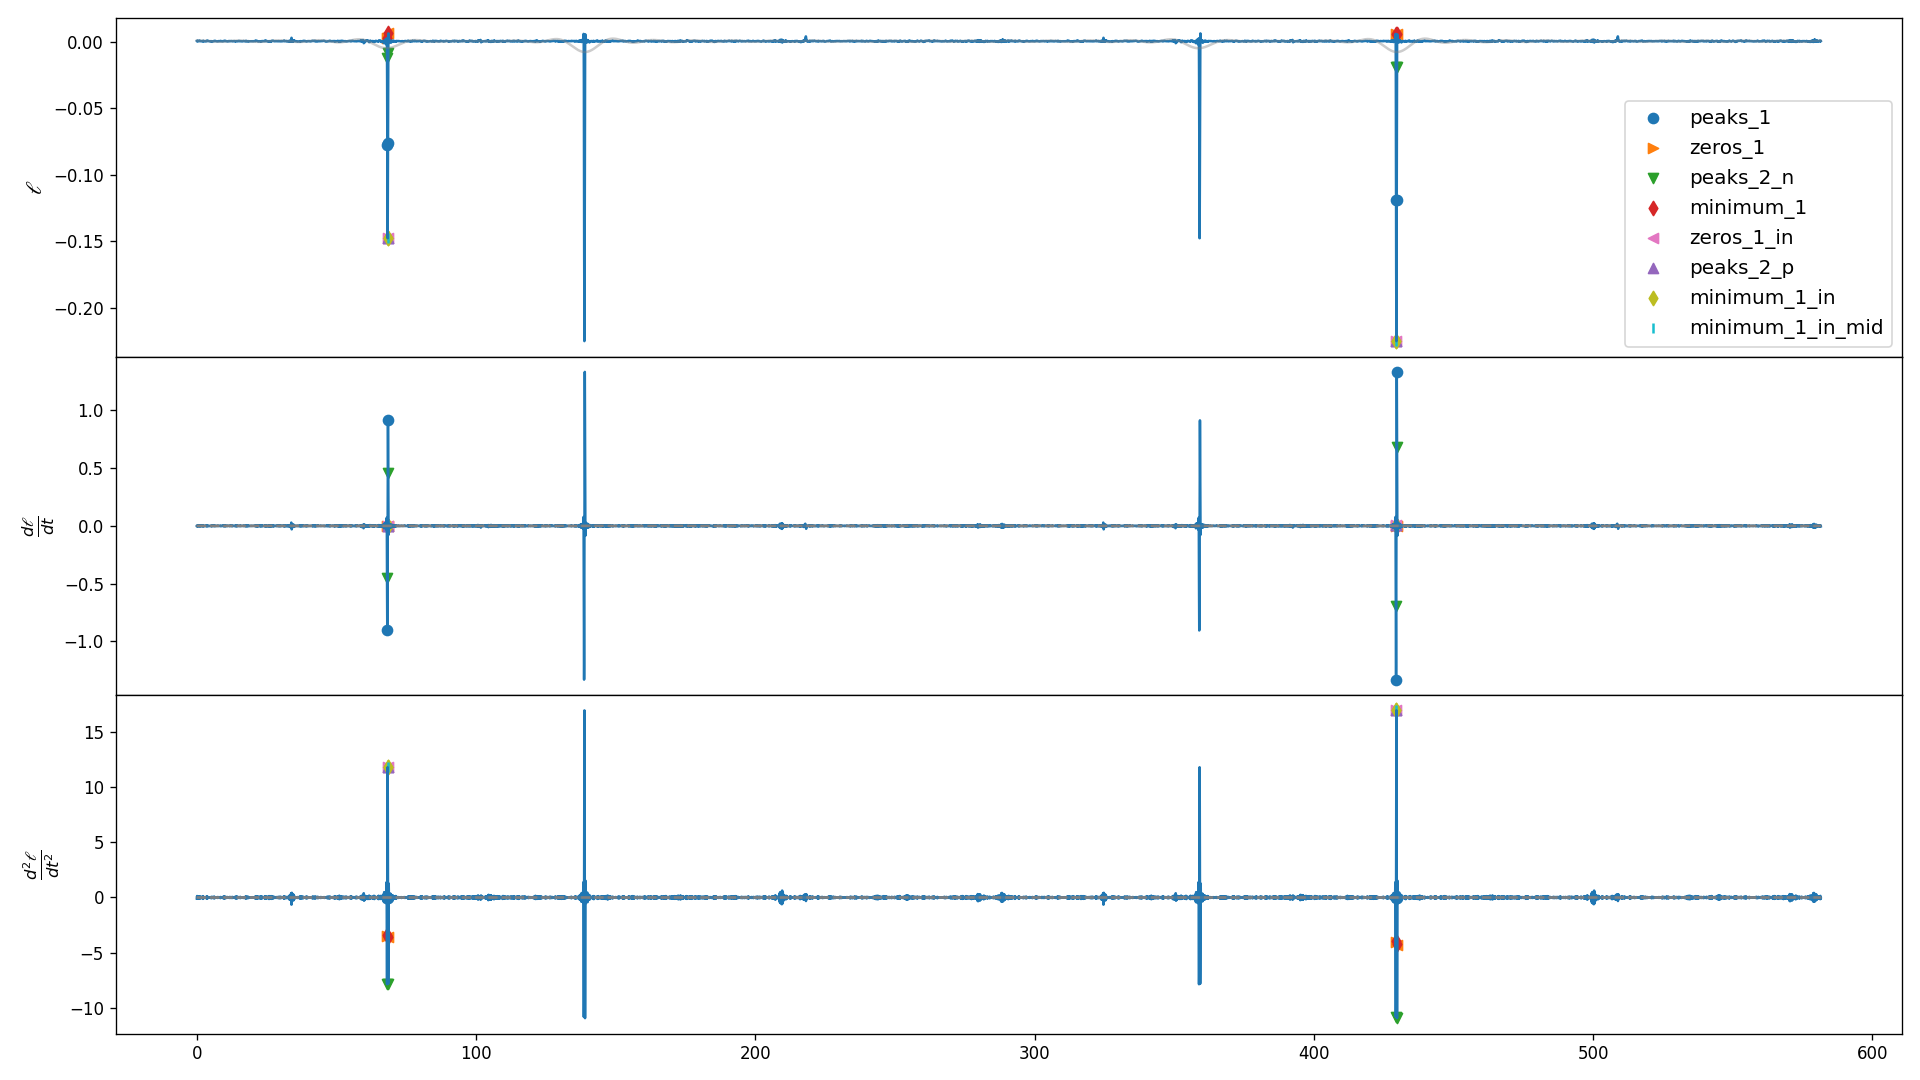 0.00
−0.05
−0.10
−0.15
−0.20
ℓ
peaks_1
zeros_1
peaks_2_n
minimum_1
zeros_1_in
peaks_2_p
minimum_1_in
minimum_1_in_mid
1.0
0.5
0.0
−0.5
−1.0
dℓ
dt
15
10
5
0
−5
−10
d²ℓ
dt²
0 100 200 300 400 500 600